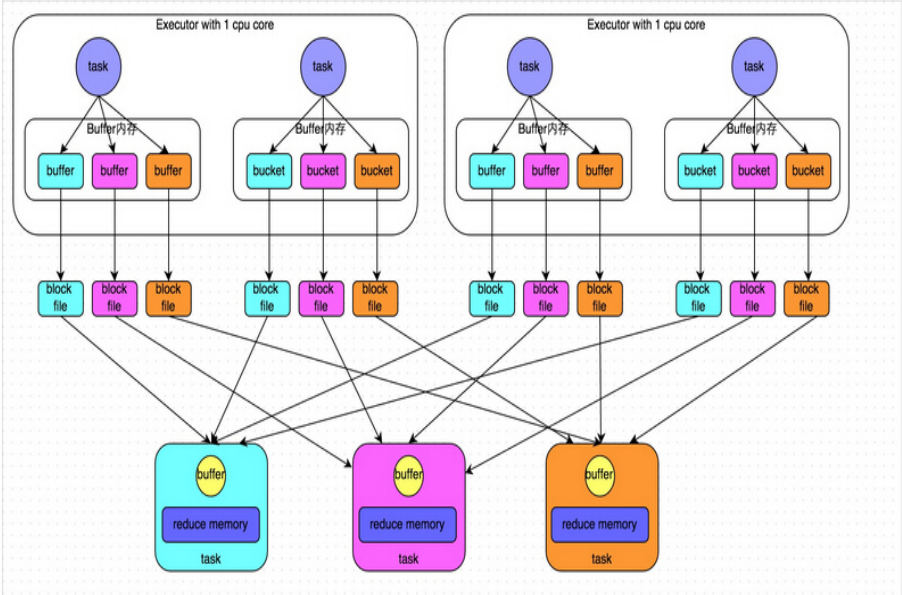 Executor with 1 cpu core
Executor with 1 cpu core
task
task
task
task
Buffer内存
Buffer内存
Buffer内存
Buffer内存
buffer
buffer
buffer
bucket
bucket
bucket
buffer
buffer
buffer
bucket
bucket
bucket
block
file
block
file
block
file
block
file
block
file
block
file
block
file
block
file
block
file
block
file
block
file
block
file
buffer
reduce memory
task
buffer
reduce memory
task
buffer
reduce memory
task